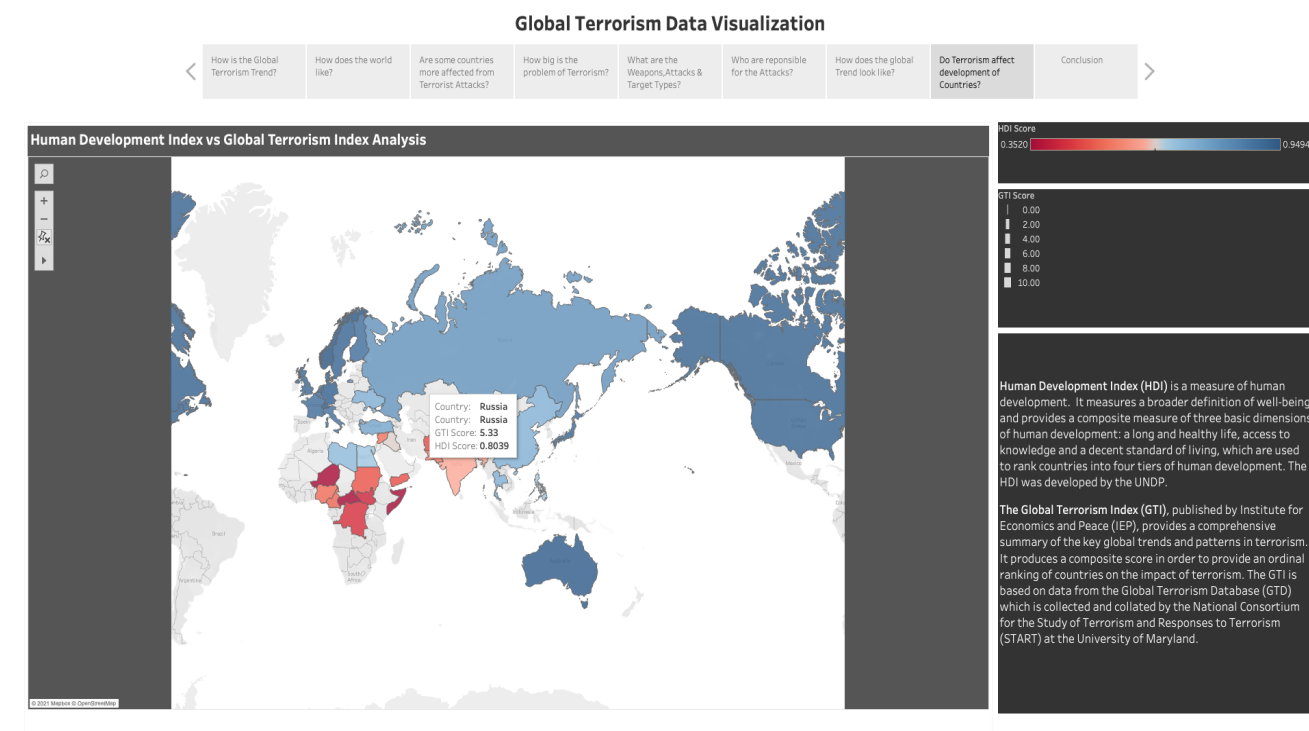 Global Terrorism Data Visualization
How is the Global
Terrorism Trend?
How does the world
like?
Are some countries
more affected from
Terrorist Attacks?
How big is the
problem of Terrorism?
What are the
Weapons,Attacks &
Target Types?
Who are reponsible
for the Attacks?
How does the global
Trend look like?
Do Terrorism affect
development of
Countries?
Conclusion
Human Development Index vs Global Terrorism Index Analysis
HDI Score
0.3520
0.9494
GTI Score
0.00
2.00
4.00
6.00
8.00
10.00
Country: Russia
Country: Russia
GTI Score: 5.33
HDI Score: 0.8039
Spain
Algeria
Iran
Mexico
Indonesia
Brazil
Argentina
South
Africa
Human Development Index (HDI) is a measure of human
development. It measures a broader definition of well-being
and provides a composite measure of three basic dimensions
of human development: a long and healthy life, access to
knowledge and a decent standard of living, which are used
to rank countries into four tiers of human development. The
HDI was developed by the UNDP.
The Global Terrorism Index (GTI), published by Institute for
Economics and Peace (IEP), provides a comprehensive
summary of the key global trends and patterns in terrorism.
It produces a composite score in order to provide an ordinal
ranking of countries on the impact of terrorism. The GTI is
based on data from the Global Terrorism Database (GTD)
which is collected and collated by the National Consortium
for the Study of Terrorism and Responses to Terrorism
(START) at the University of Maryland.
© 2021 Mapbox © OpenStreetMap